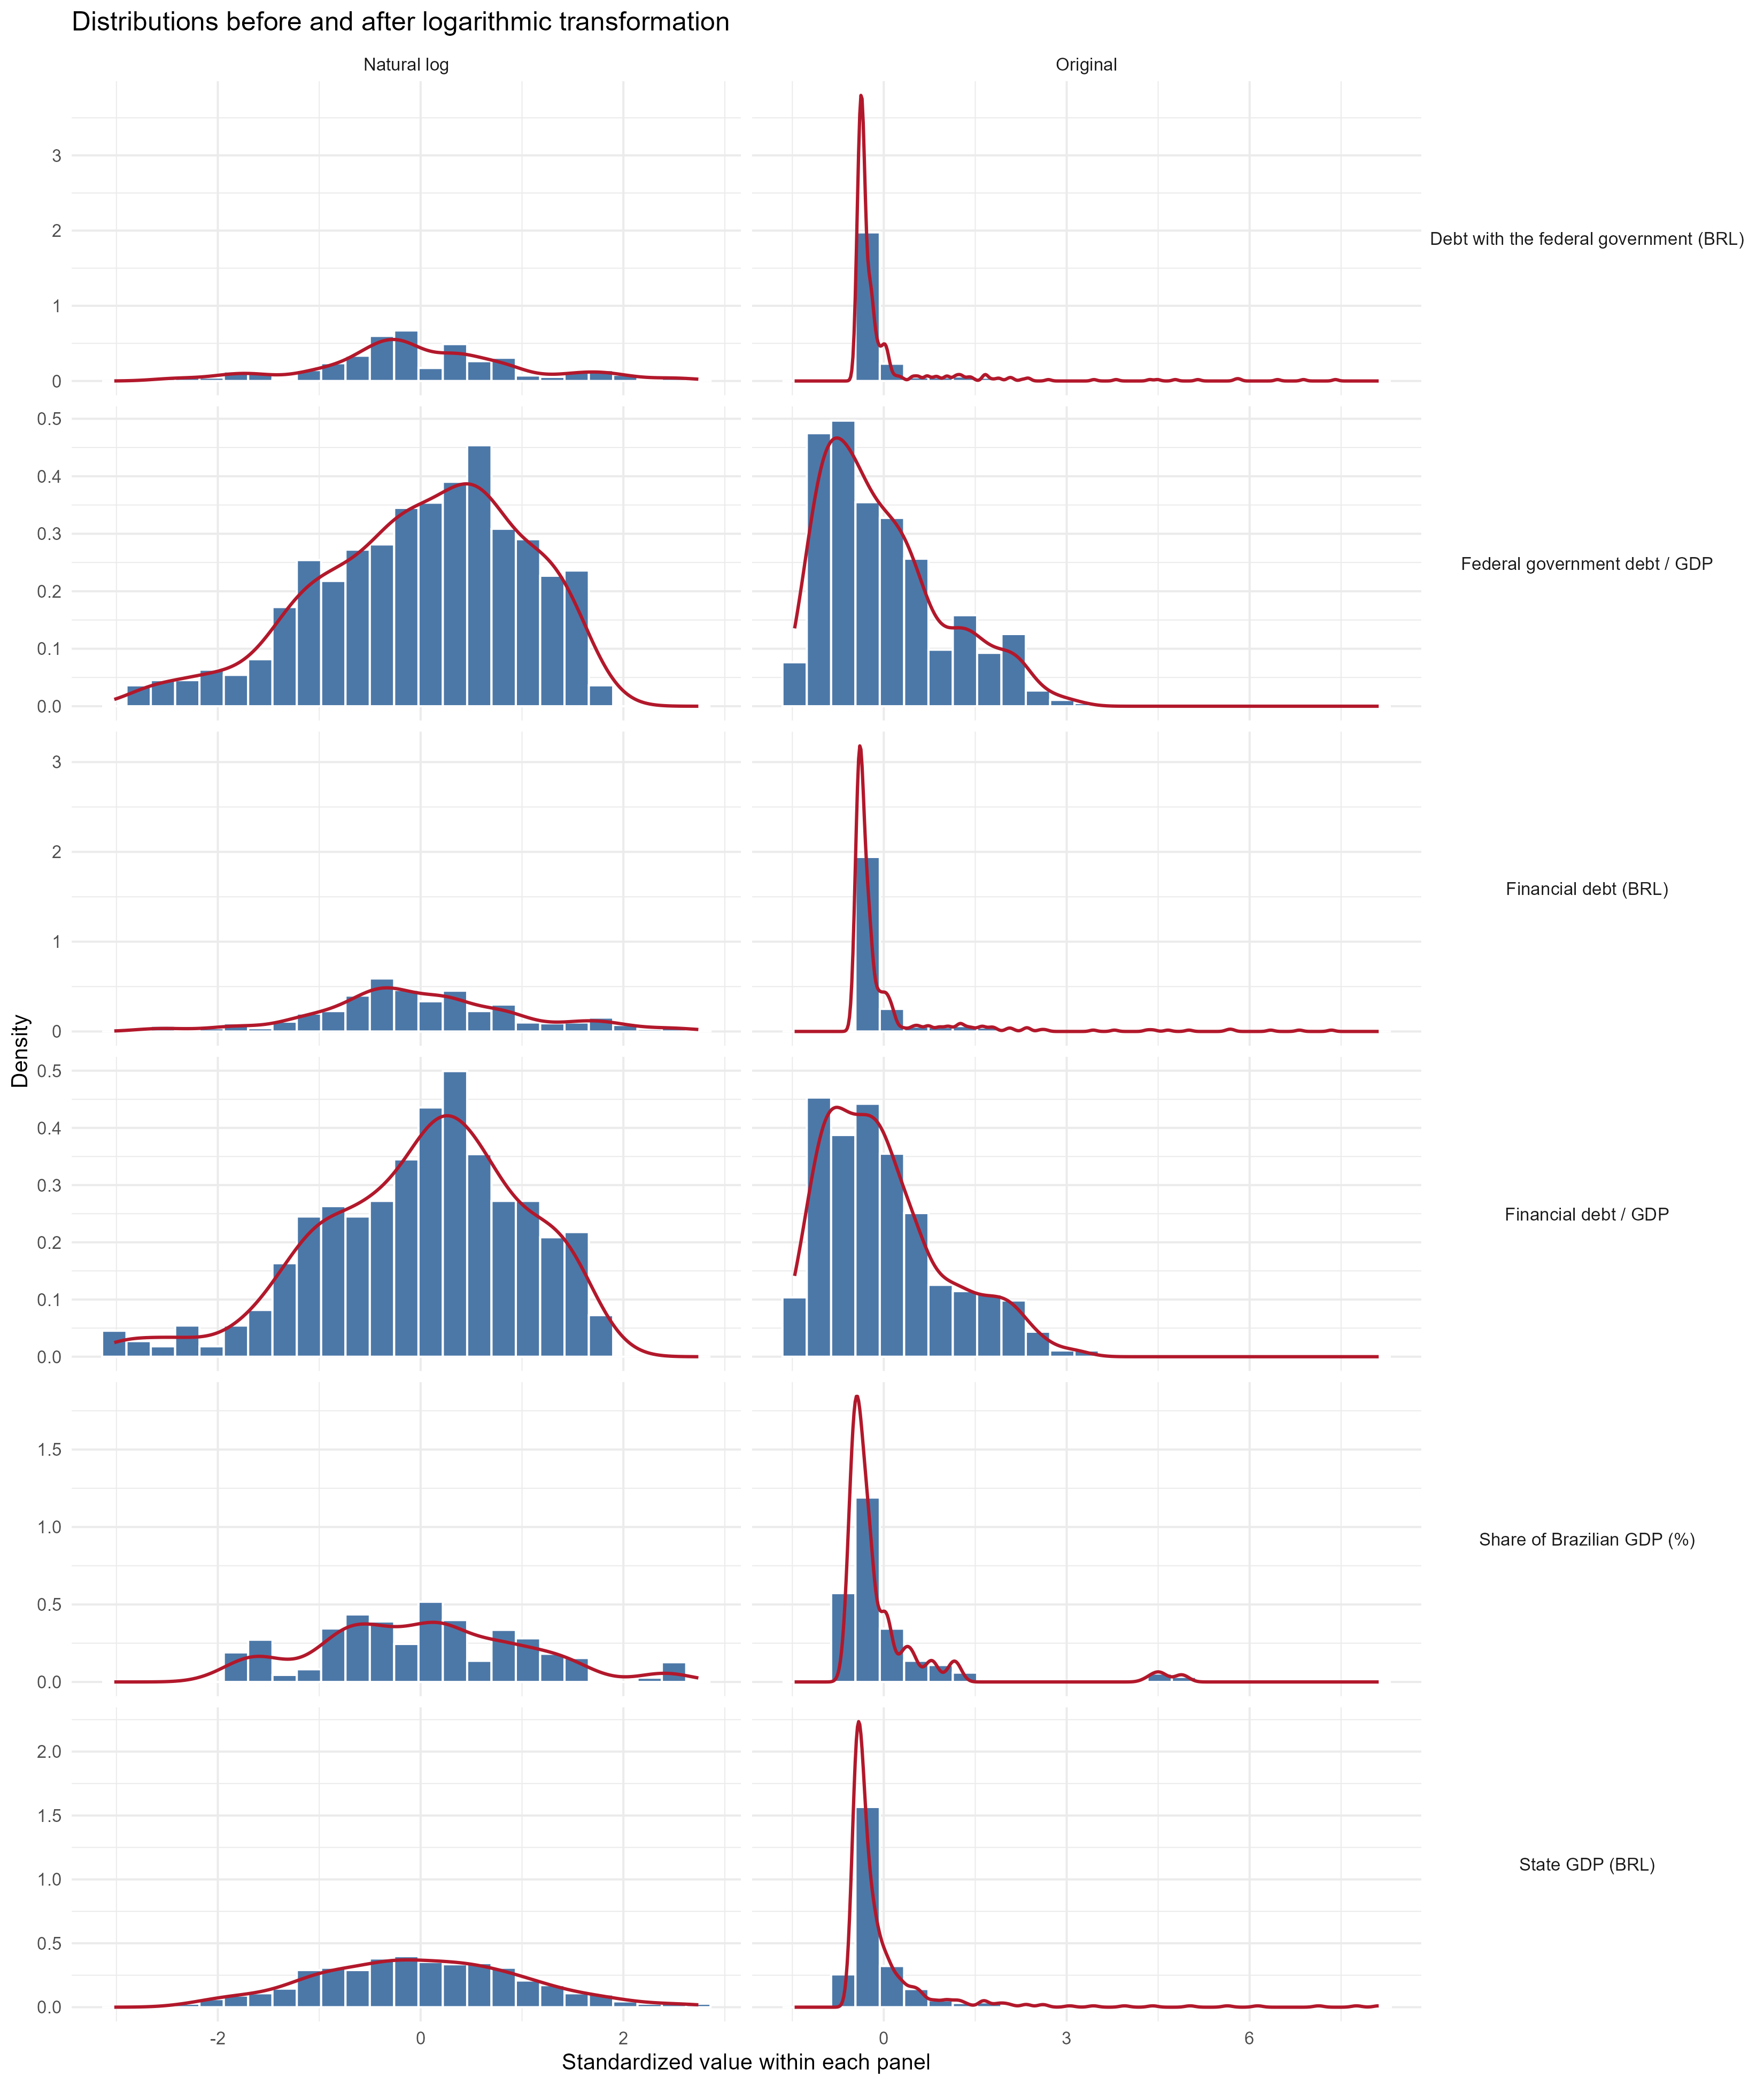 Distributions before and after logarithmic transformation
Natural log
Original
3
2
1
0
Debt with the federal government (BRL)
0.5
0.4
0.3
0.2
0.1
0.0
Federal government debt / GDP
3
2
1
0
Financial debt (BRL)
0.5
0.4
0.3
0.2
0.1
0.0
Financial debt / GDP
1.5
1.0
0.5
0.0
Share of Brazilian GDP (%)
2.0
1.5
1.0
0.5
0.0
State GDP (BRL)
Density
-2 0 2 0 3 6
Standardized value within each panel